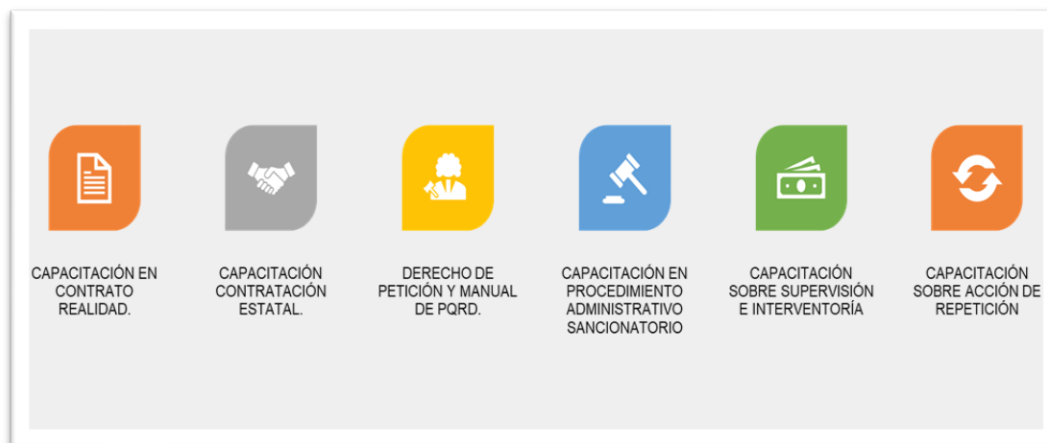 CAPACITACIÓN EN
CONTRATO
REALIDAD.
CAPACITACIÓN
CONTRATACIÓN
ESTATAL.
DERECHO DE
PETICIÓN Y MANUAL
DE PQRD.
CAPACITACIÓN EN
PROCEDIMIENTO
ADMINISTRATIVO
SANCIONATORIO
CAPACITACIÓN
SOBRE SUPERVISIÓN
E INTERVENTORÍA
CAPACITACIÓN
SOBRE ACCIÓN DE
REPETICIÓN